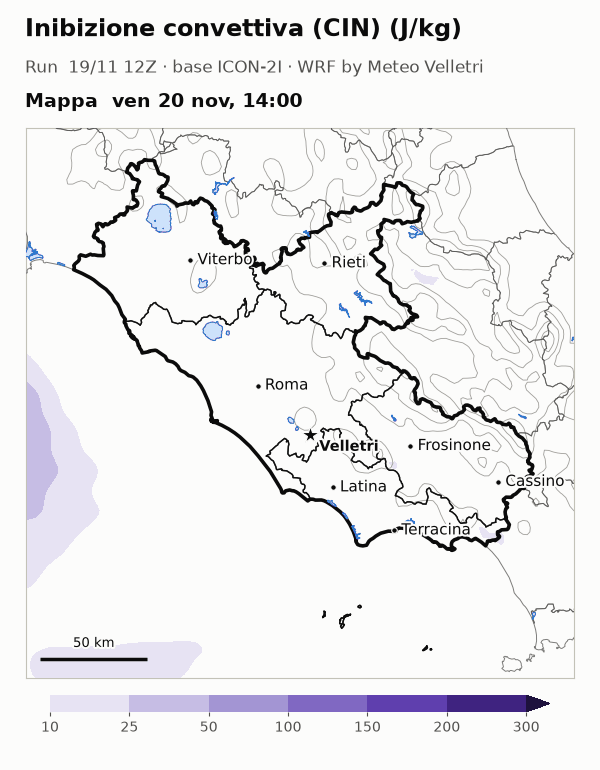 Inibizione convettiva (CIN) (J/kg)
Run  19/11 12Z · base ICON-2I · WRF by Meteo Velletri
Mappa  ven 20 nov, 14:00
Viterbo
Rieti
Roma
Velletri
Frosinone
Latina
Cassino
Terracina
50 km
10 25 50 100 150 200 300